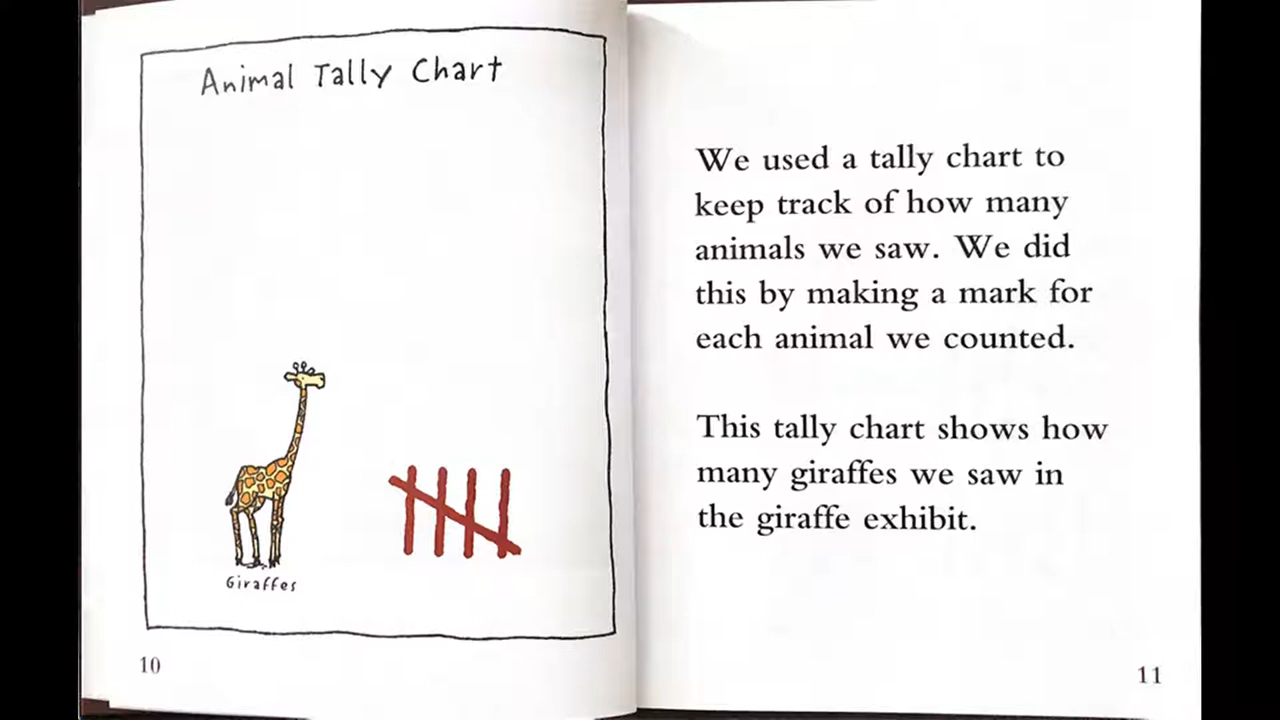 Animal Tally Chart
Giraffes
10
We used a tally chart to
keep track of how many
animals we saw. We did
this by making a mark for
each animal we counted.
This tally chart shows how
many giraffes we saw in
the giraffe exhibit.
11